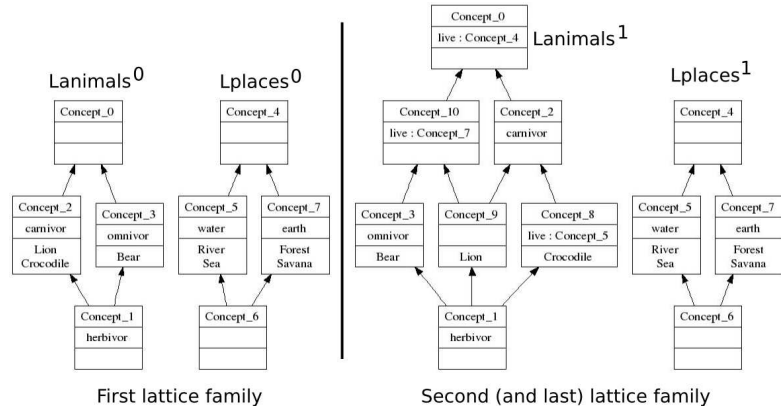 Lanimals0
Concept_0
Concept_2
carnivor
Lion
Crocodile
Concept_3
omnivor
Bear
Concept_1
herbivor
Lplaces0
Concept_4
Concept_5
water
River
Sea
Concept_7
earth
Forest
Savana
Concept_6
First lattice family
Lanimals1
Concept_0
live : Concept_4
Concept_10
live : Concept_7
Concept_2
carnivor
Concept_3
omnivor
Bear
Concept_9
Lion
Concept_8
live : Concept_5
Crocodile
Concept_1
herbivor
Lplaces1
Concept_4
Concept_5
water
River
Sea
Concept_7
earth
Forest
Savana
Concept_6
Second (and last) lattice family